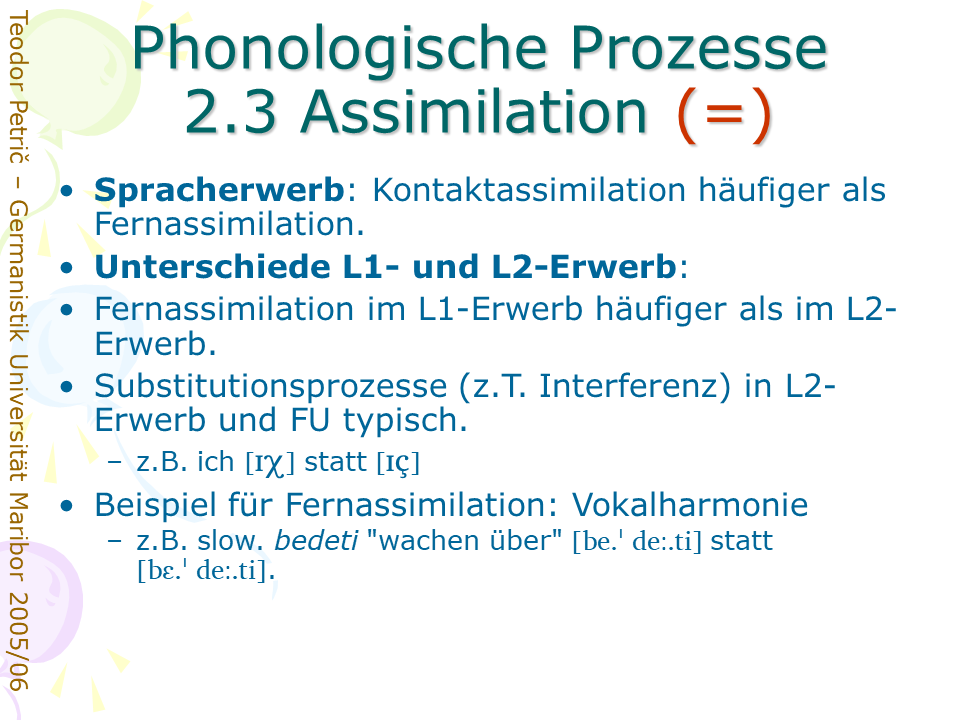 Phonologische Prozesse
2.3 Assimilation (=)
• Spracherwerb: Kontaktassimilation häufiger als
Fernassimilation.
• Unterschiede L1- und L2-Erwerb:
• Fernassimilation im L1-Erwerb häufiger als im L2-
Erwerb.
• Substitutionsprozesse (z.T. Interferenz) in L2-
Erwerb und FU typisch.
– z.B. ich [ɪχ] statt [ɪç]
• Beispiel für Fernassimilation: Vokalharmonie
– z.B. slow. bedeti "wachen über" [be.ˈ deː.ti] statt
[bɛ.ˈ deː.ti].
Teodor Petrič – Germanistik Universität Maribor 2005/06